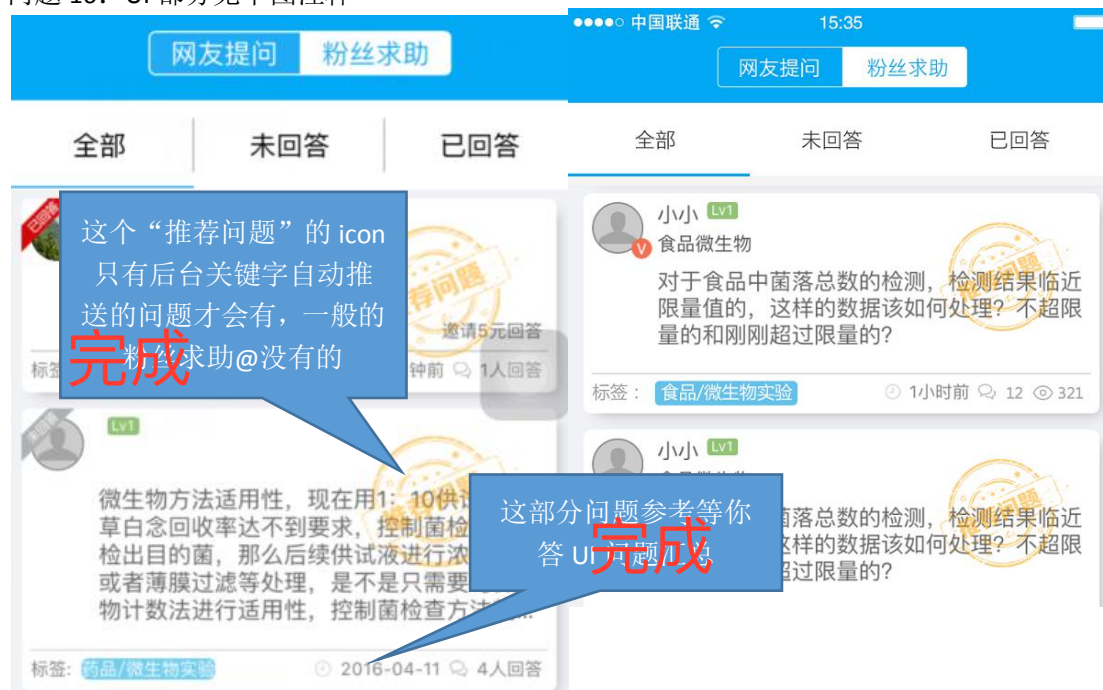 网友提问 粉丝求助
全部 未回答 已回答
已回答
这个“推荐问题”的 icon
只有后台关键字自动推
送的问题才会有，一般的
粉丝求助@没有的
完成
荐问题
邀请5元回答
钟前 1人回答
未回答
Lv1
微生物方法适用性，现在用1：10供
草白念回收率达不到要求，控制菌检
检出目的菌，那么后续供试液进行浓
或者薄膜过滤等处理，是不是只需要
物计数法进行适用性，控制菌检查方法
标签: 药品/微生物实验 2016-04-11 4人回答
中国联通 15:35
网友提问 粉丝求助
全部 未回答 已回答
小小 Lv1
食品微生物
对于食品中菌落总数的检测，检测结果临近
限量值的，这样的数据该如何处理？不超限
量的和刚刚超过限量的？
推荐问题
标签： 食品/微生物实验 1小时前 12 321
小小 Lv1
菌落总数的检测，检测结果临近
这样的数据该如何处理？不超限
超过限量的？
这部分问题参考等你
答 UI 问题汇总
完成